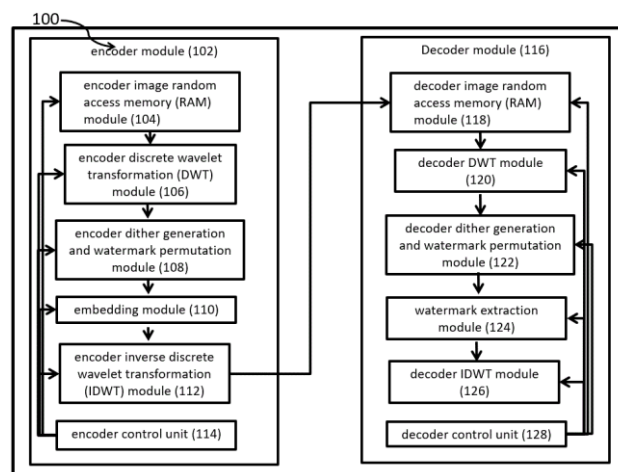 100
encoder module (102)
encoder image random
access memory (RAM)
module (104)
encoder discrete wavelet
transformation (DWT)
module (106)
encoder dither generation
and watermark permutation
module (108)
embedding module (110)
encoder inverse discrete
wavelet transformation
(IDWT) module (112)
encoder control unit (114)
Decoder module (116)
decoder image random
access memory (RAM)
module (118)
decoder DWT module
(120)
decoder dither generation
and watermark permutation
module (122)
watermark extraction
module (124)
decoder IDWT module
(126)
decoder control unit (128)